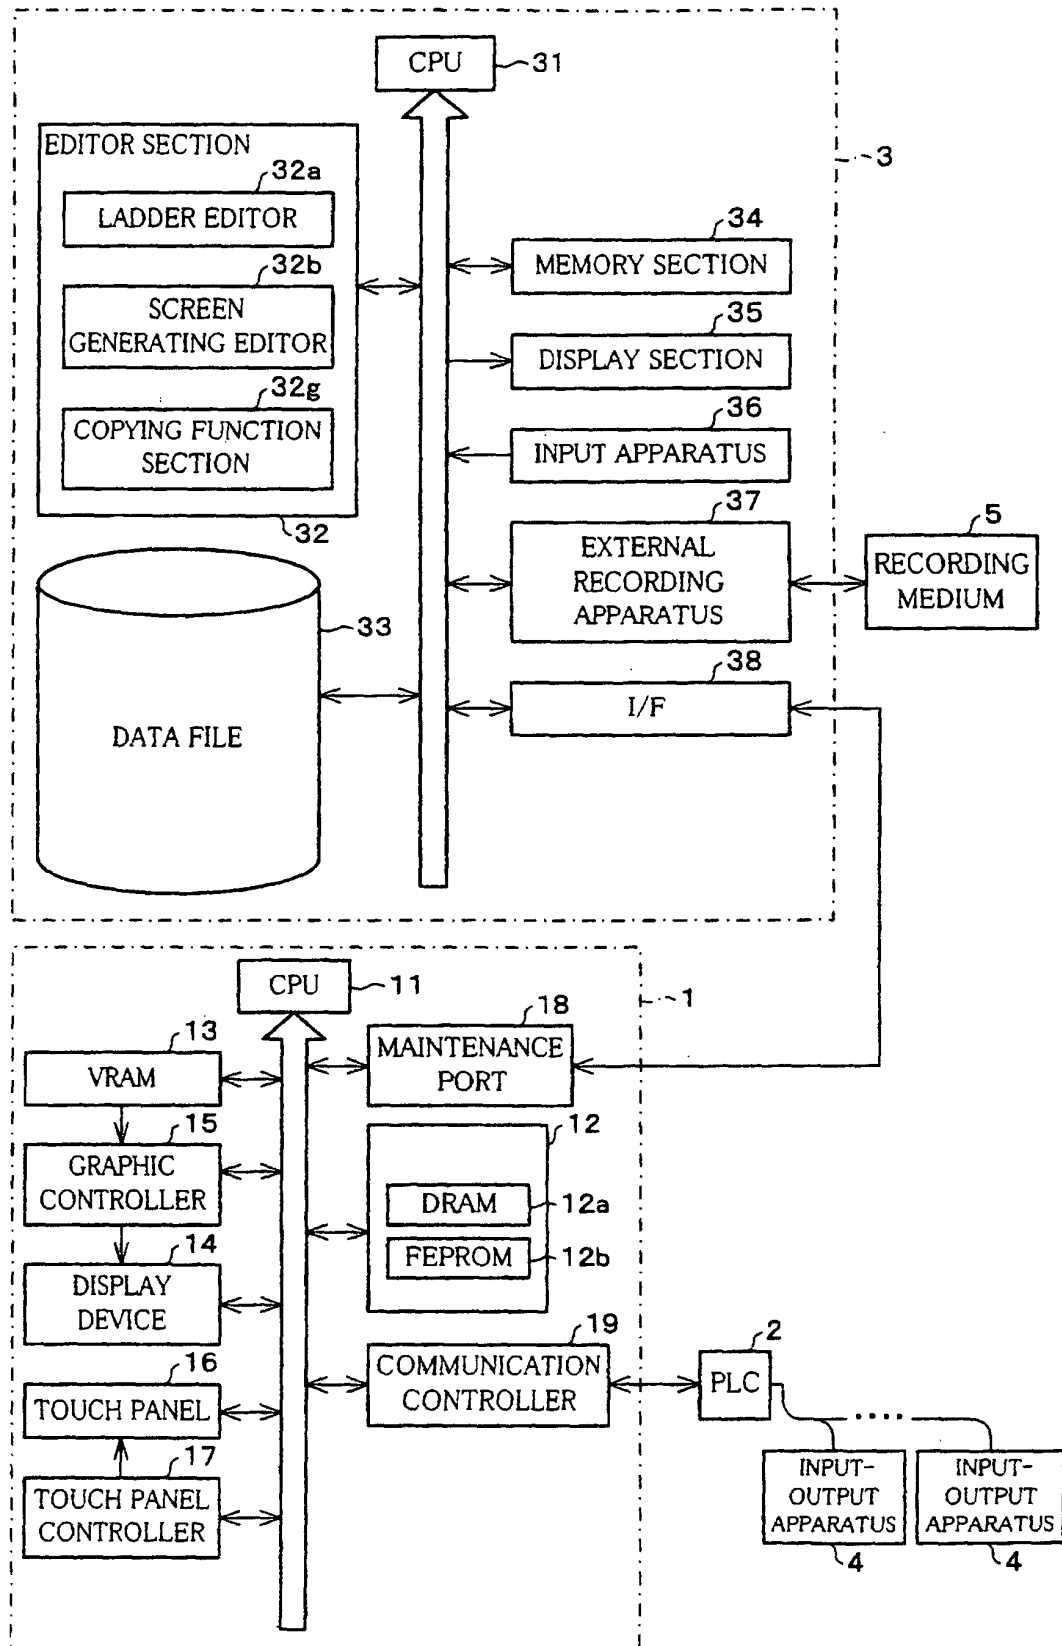 CPU
31
EDITOR SECTION
32a
LADDER EDITOR
32b
SCREEN
GENERATING EDITOR
32g
COPYING FUNCTION
SECTION
32
33
DATA FILE
3
34
MEMORY SECTION
35
DISPLAY SECTION
36
INPUT APPARATUS
37
EXTERNAL
RECORDING
APPARATUS
5
RECORDING
MEDIUM
38
I/F
CPU
11
1
13
VRAM
15
GRAPHIC
CONTROLLER
14
DISPLAY
DEVICE
16
TOUCH PANEL
17
TOUCH PANEL
CONTROLLER
18
MAINTENANCE
PORT
12
DRAM
12a
FEPROM
12b
19
COMMUNICATION
CONTROLLER
2
PLC
INPUT-
OUTPUT
APPARATUS
4
INPUT-
OUTPUT
APPARATUS
4